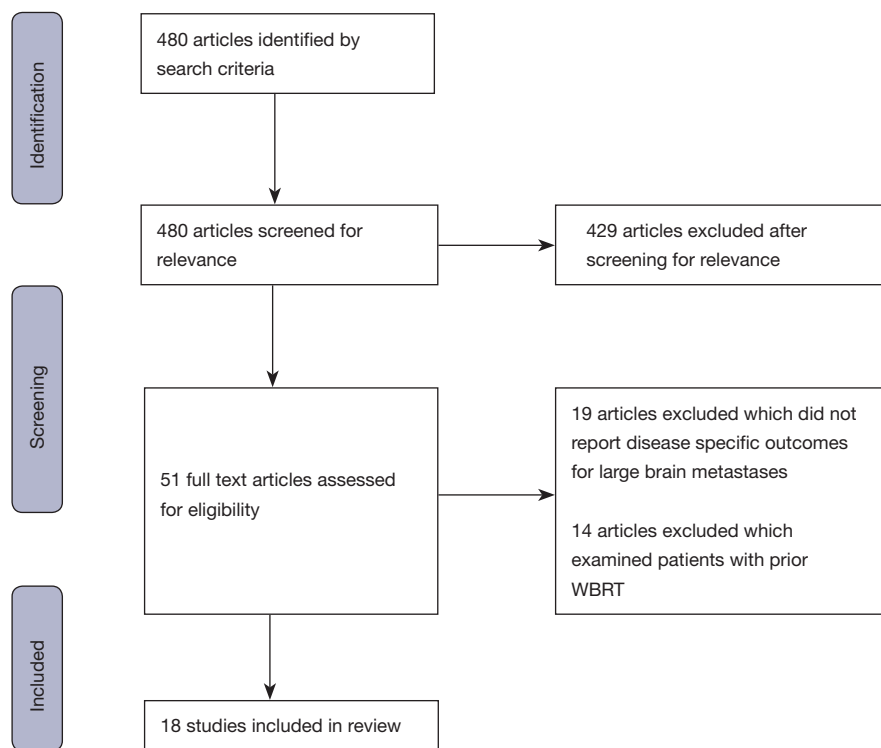 Identification
480 articles identified by
search criteria
480 articles screened for
relevance
429 articles excluded after
screening for relevance
Screening
51 full text articles assessed
for eligibility
19 articles excluded which did not
report disease specific outcomes
for large brain metastases
14 articles excluded which
examined patients with prior
WBRT
Included
18 studies included in review